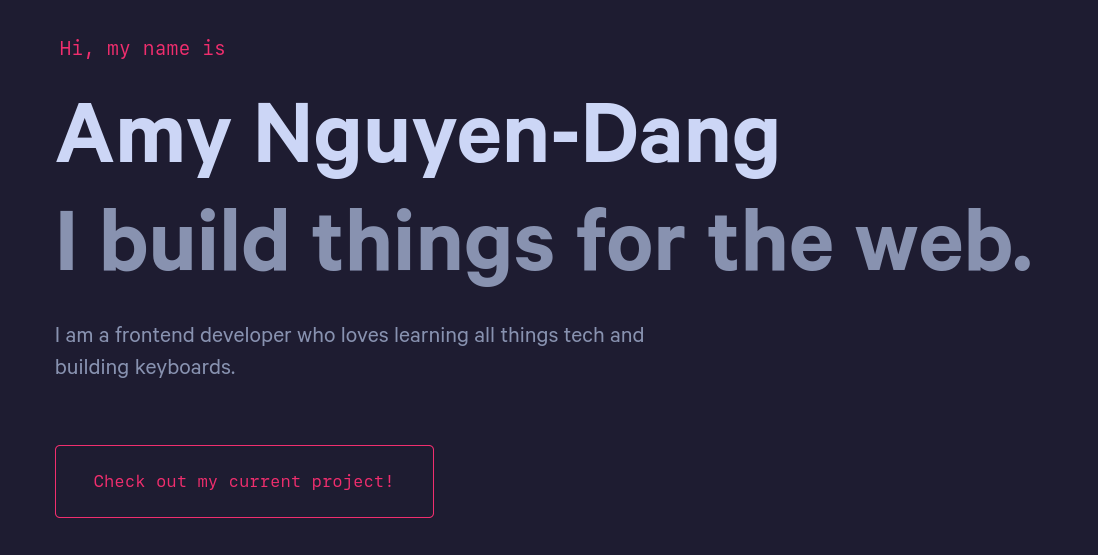 Hi, my name is
Amy Nguyen-Dang
I build things for the web.
I am a frontend developer who loves learning all things tech and
building keyboards.
Check out my current project!